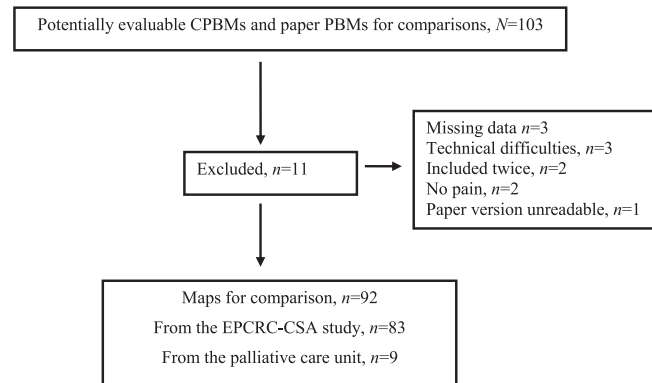 Potentially evaluable CPBMs and paper PBMs for comparisons, N=103
Excluded, n=11
Missing data n=3
Technical difficulties, n=3
Included twice, n=2
No pain, n=2
Paper version unreadable, n=1
Maps for comparison, n=92
From the EPCRC-CSA study, n=83
From the palliative care unit, n=9